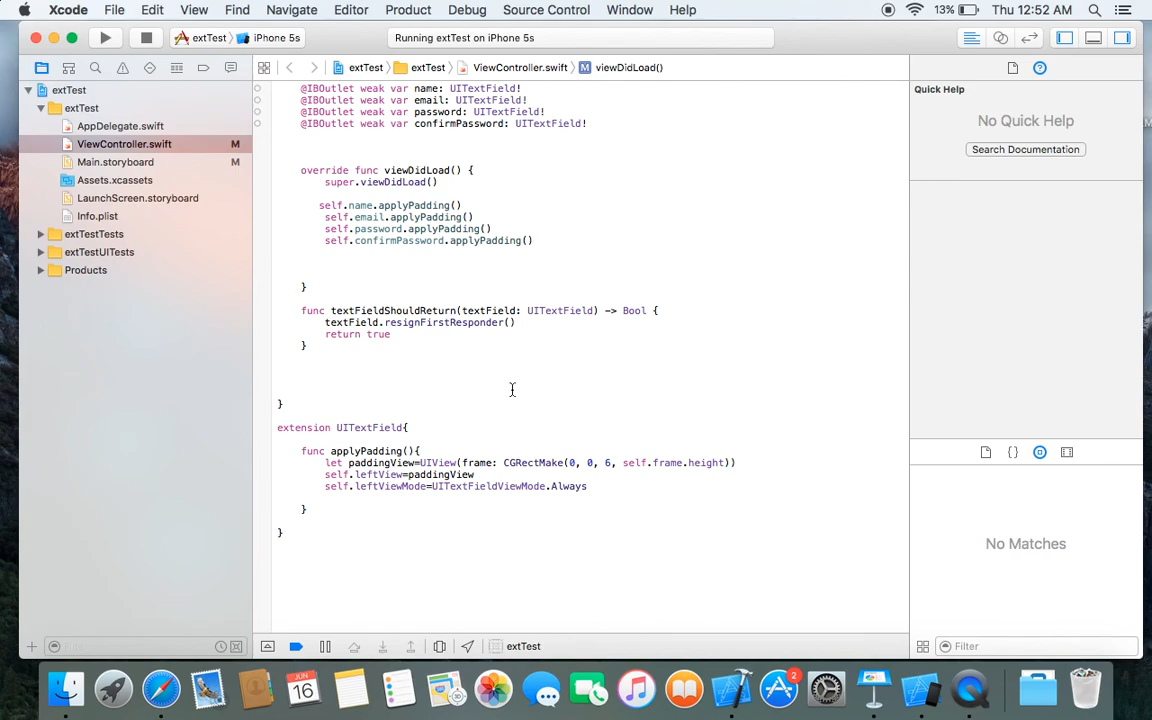 Xcode File Edit View Find Navigate Editor Product Debug Source Control Window Help 13% Thu 12:52 AM
extTest iPhone 5s Running extTest on iPhone 5s
extTest extTest ViewController.swift M viewDidLoad()
extTest
extTest
AppDelegate.swift
ViewController.swift M
Main.storyboard M
Assets.xcassets
LaunchScreen.storyboard
Info.plist
extTestTests
extTestUITests
Products
@IBOutlet weak var name: UITextField!
@IBOutlet weak var email: UITextField!
@IBOutlet weak var password: UITextField!
@IBOutlet weak var confirmPassword: UITextField!
override func viewDidLoad() {
super.viewDidLoad()
self.name.applyPadding()
self.email.applyPadding()
self.password.applyPadding()
self.confirmPassword.applyPadding()
}
func textFieldShouldReturn(textField: UITextField) -> Bool {
textField.resignFirstResponder()
return true
}
}
extension UITextField{
func applyPadding(){
let paddingView=UIView(frame: CGRectMake(0, 0, 6, self.frame.height))
self.leftView=paddingView
self.leftViewMode=UITextFieldViewMode.Always
}
}
Quick Help
No Quick Help
Search Documentation
{ }
No Matches
extTest
Filter
JUN
16
2